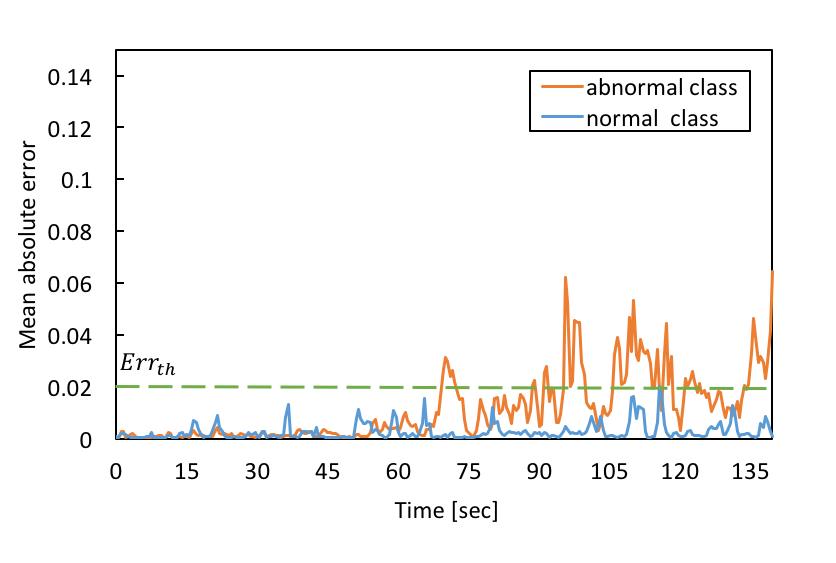 0.14
abnormal class
normal class
0.12
0.1
0.08
0.06
0.04
0.02
0
Mean absolute error
Err_th
0 15 30 45 60 75 90 105 120 135
Time [sec]